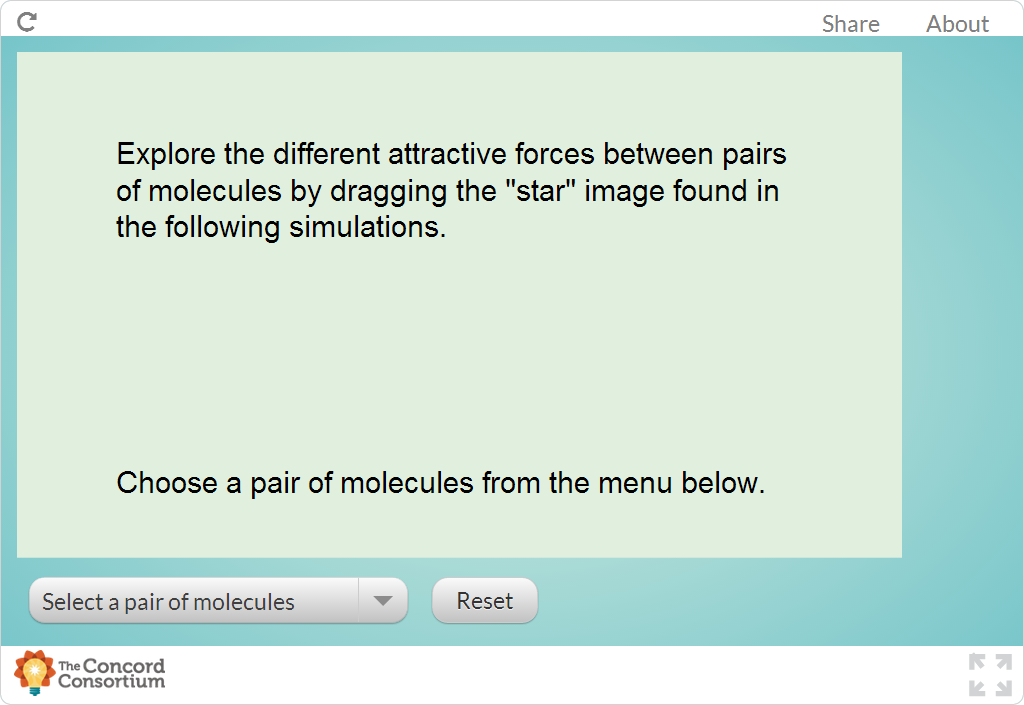 Share About
Explore the different attractive forces between pairs
of molecules by dragging the "star" image found in
the following simulations.
Choose a pair of molecules from the menu below.
Select a pair of molecules
Reset
The Concord
Consortium